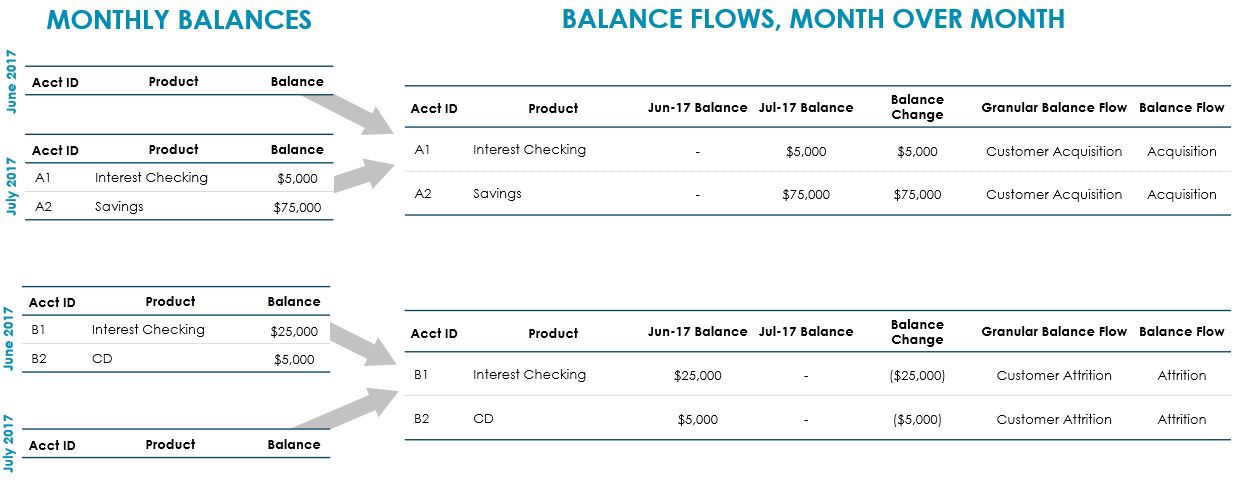 MONTHLY BALANCES
BALANCE FLOWS, MONTH OVER MONTH
June 2017
Acct ID Product Balance
July 2017
Acct ID Product Balance
A1 Interest Checking $5,000
A2 Savings $75,000
Acct ID Product Jun-17 Balance Jul-17 Balance Balance Change Granular Balance Flow Balance Flow
A1 Interest Checking - $5,000 $5,000 Customer Acquisition Acquisition
A2 Savings - $75,000 $75,000 Customer Acquisition Acquisition
June 2017
Acct ID Product Balance
B1 Interest Checking $25,000
B2 CD $5,000
July 2017
Acct ID Product Balance
Acct ID Product Jun-17 Balance Jul-17 Balance Balance Change Granular Balance Flow Balance Flow
B1 Interest Checking $25,000 - ($25,000) Customer Attrition Attrition
B2 CD $5,000 - ($5,000) Customer Attrition Attrition